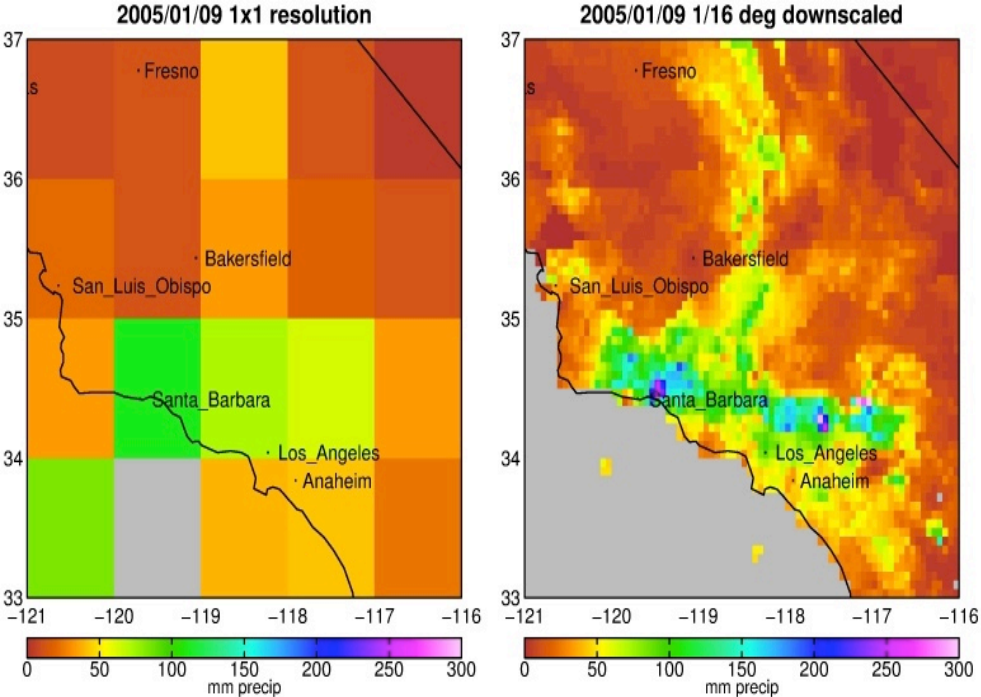 2005/01/09 1x1 resolution
37
Fresno
s
36
Bakersfield
San_Luis_Obispo
35
Santa_Barbara
Los_Angeles
34
Anaheim
33
−121 −120 −119 −118 −117 −116
0 50 100 150 200 250 300
mm precip
2005/01/09 1/16 deg downscaled
37
Fresno
s
36
Bakersfield
San_Luis_Obispo
35
Santa_Barbara
Los_Angeles
34
Anaheim
33
−121 −120 −119 −118 −117 −116
0 50 100 150 200 250 300
mm precip